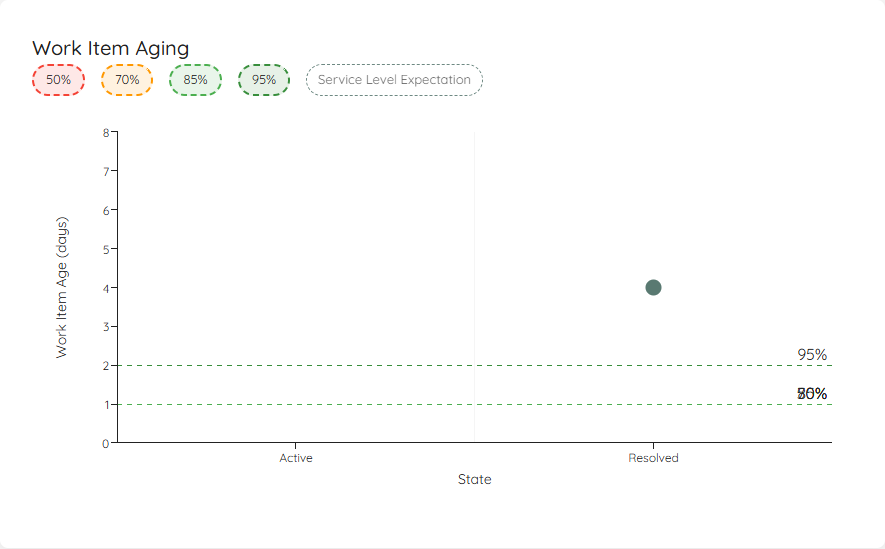 Work Item Aging
50% 70% 85% 95% Service Level Expectation
8
7
6
5
4
3
2
1
0
Work Item Age (days)
95%
Active Resolved
State